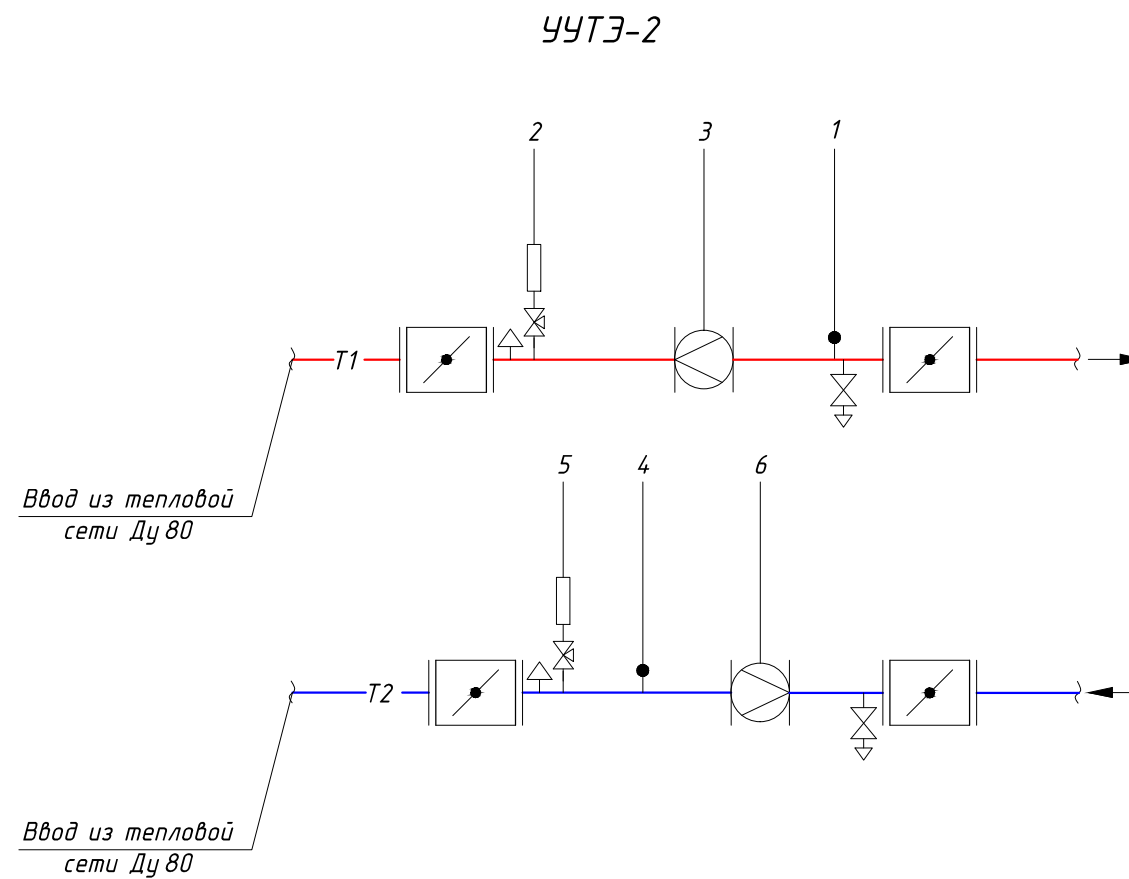 УУТЭ-2
2
3
1
Т1
Ввод из тепловой
сети Ду 80
5
4
6
Т2
Ввод из тепловой
сети Ду 80